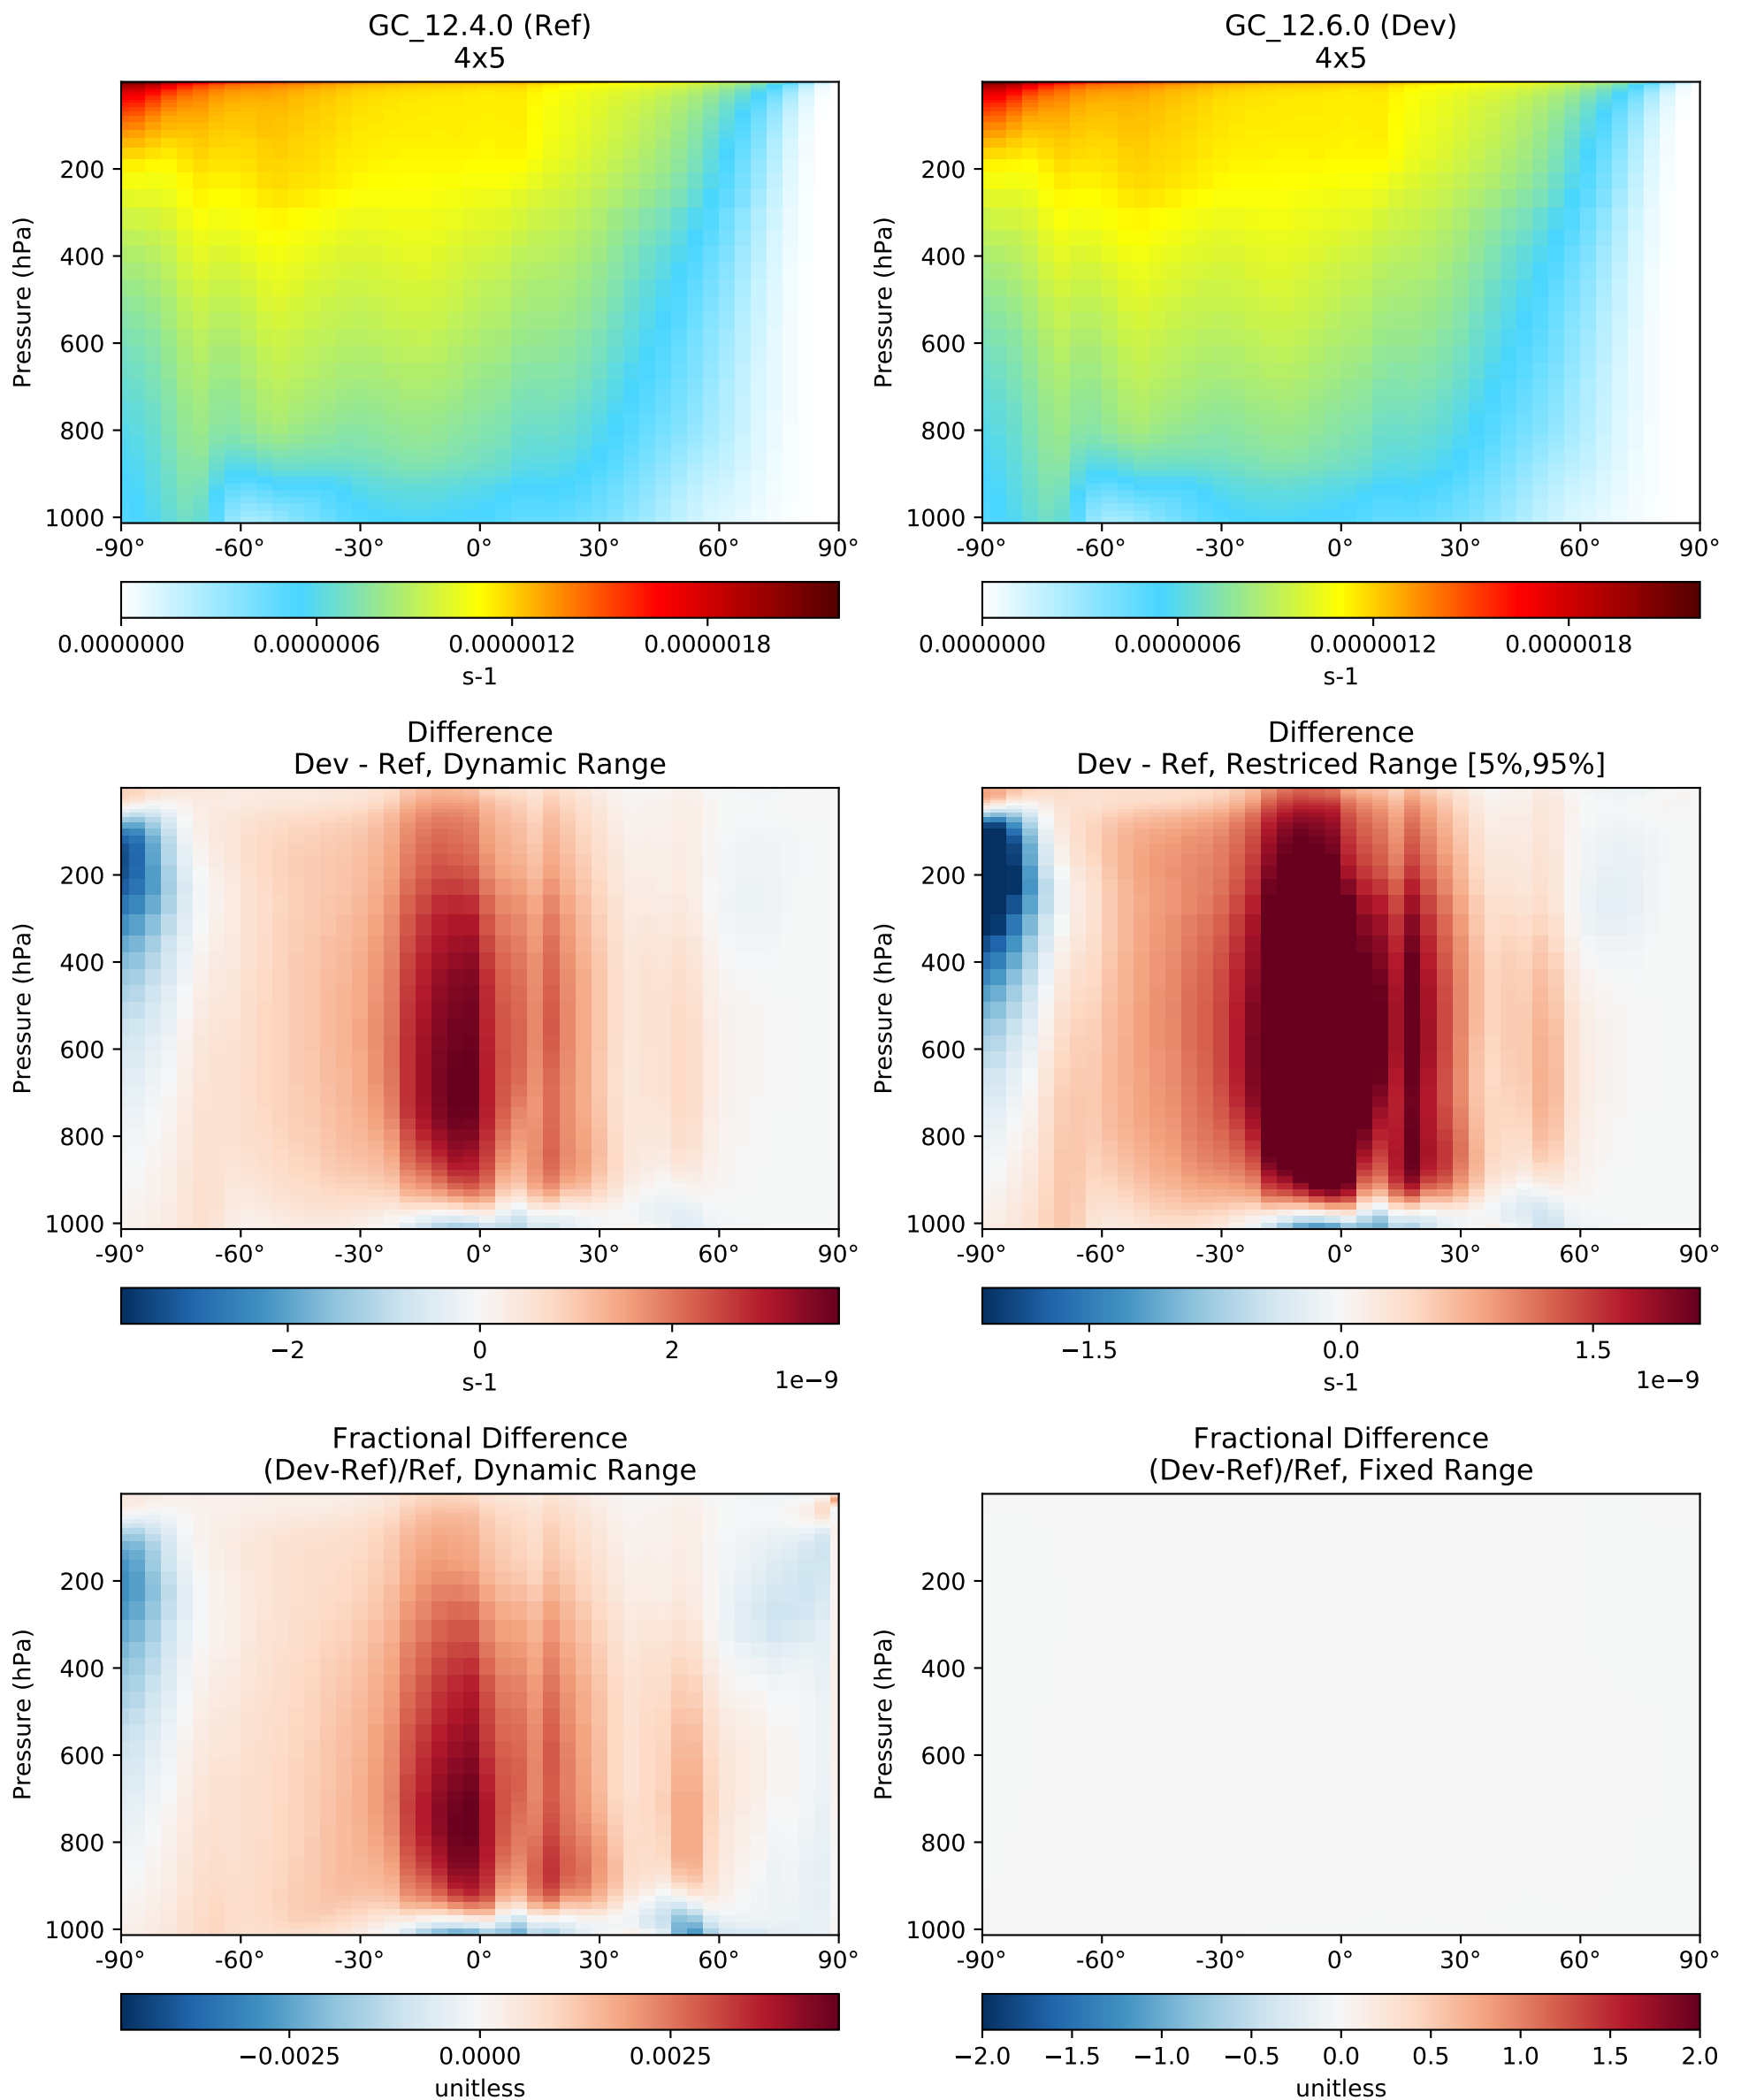 GC_12.4.0 (Ref)
4x5
Pressure (hPa)
200
400
600
800
1000
-90° -60° -30° 0° 30° 60° 90°
0.0000000 0.0000006 0.0000012 0.0000018
s-1
GC_12.6.0 (Dev)
4x5
Pressure (hPa)
200
400
600
800
1000
-90° -60° -30° 0° 30° 60° 90°
0.0000000 0.0000006 0.0000012 0.0000018
s-1
Difference
Dev - Ref, Dynamic Range
Pressure (hPa)
200
400
600
800
1000
-90° -60° -30° 0° 30° 60° 90°
−2 0 2
s-1 1e−9
Difference
Dev - Ref, Restriced Range [5%,95%]
Pressure (hPa)
200
400
600
800
1000
-90° -60° -30° 0° 30° 60° 90°
−1.5 0.0 1.5
s-1 1e−9
Fractional Difference
(Dev-Ref)/Ref, Dynamic Range
Pressure (hPa)
200
400
600
800
1000
-90° -60° -30° 0° 30° 60° 90°
−0.0025 0.0000 0.0025
unitless
Fractional Difference
(Dev-Ref)/Ref, Fixed Range
Pressure (hPa)
200
400
600
800
1000
-90° -60° -30° 0° 30° 60° 90°
−2.0 −1.5 −1.0 −0.5 0.0 0.5 1.0 1.5 2.0
unitless